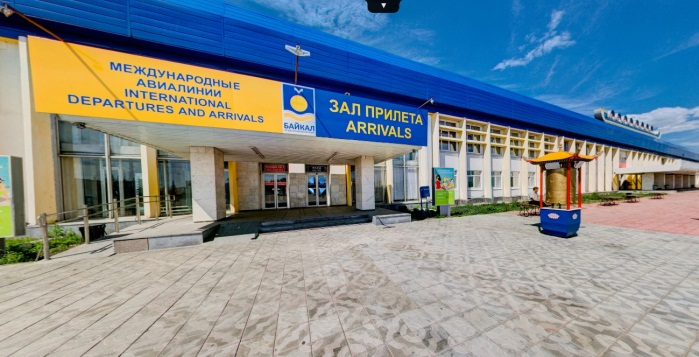 МЕЖДУНАРОДНЫЕ
АВИАЛИНИИ
INTERNATIONAL
DEPARTURES AND ARRIVALS
БАЙКАЛ
ЗАЛ ПРИЛЕТА
ARRIVALS